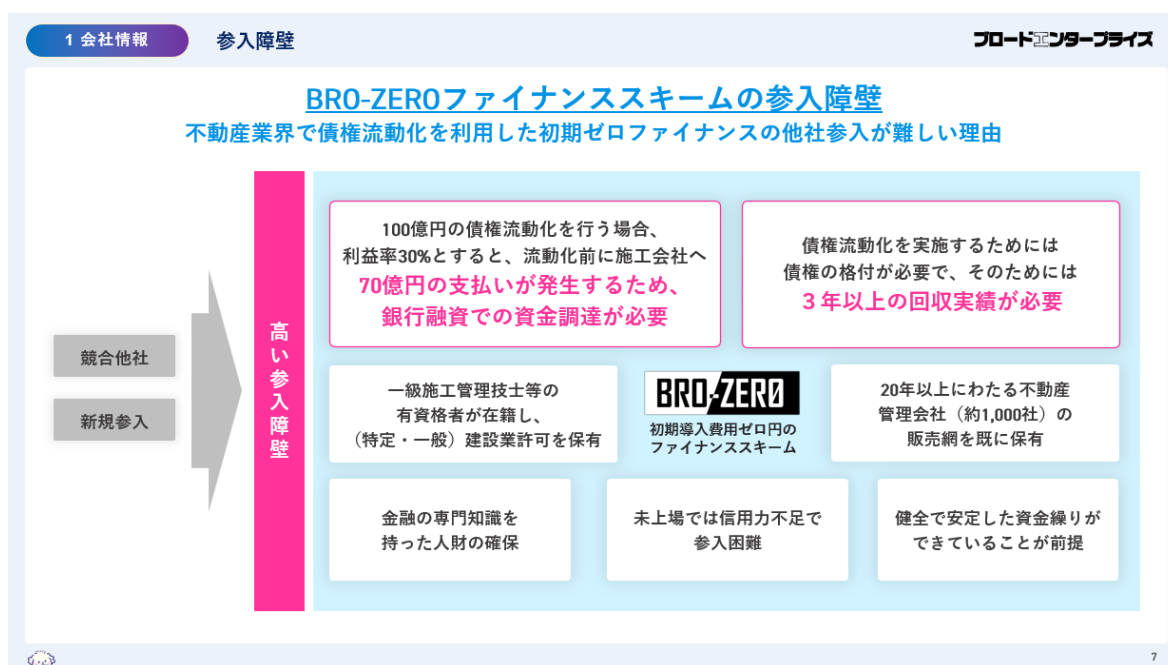 1 会社情報
参入障壁
ブロードエンタープライズ
BRO-ZEROファイナンススキームの参入障壁
不動産業界で債権流動化を利用した初期ゼロファイナンスの他社参入が難しい理由
競合他社
新規参入
高い参入障壁
100億円の債権流動化を行う場合、
利益率30%とすると、流動化前に施工会社へ
70億円の支払いが発生するため、
銀行融資での資金調達が必要
債権流動化を実施するためには
債権の格付が必要で、そのためには
３年以上の回収実績が必要
一級施工管理技士等の
有資格者が在籍し、
（特定・一般）建設業許可を保有
BRO-ZERO
初期導入費用ゼロ円の
ファイナンススキーム
20年以上にわたる不動産
管理会社（約1,000社）の
販売網を既に保有
金融の専門知識を
持った人財の確保
未上場では信用力不足で
参入困難
健全で安定した資金繰りが
できていることが前提
7